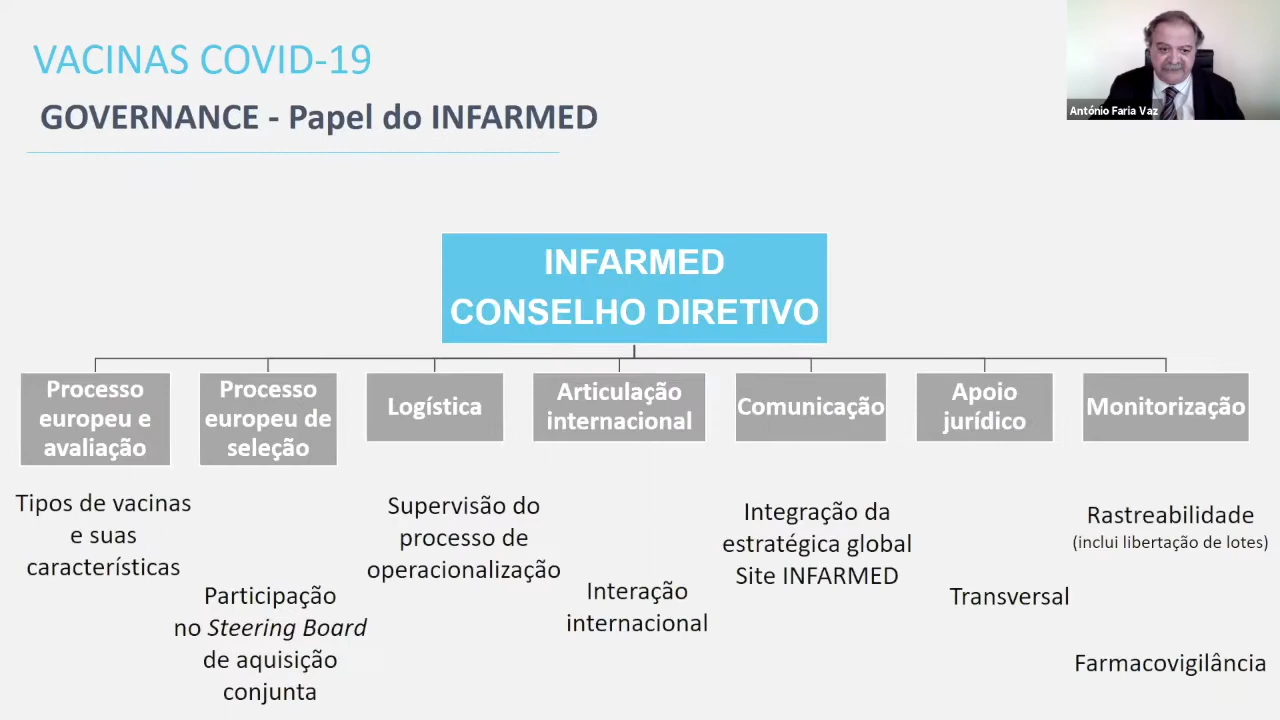 VACINAS COVID-19
GOVERNANCE - Papel do INFARMED
António Faria Vaz
INFARMED
CONSELHO DIRETIVO
Processo
europeu e
avaliação
Processo
europeu de
seleção
Logística
Articulação
internacional
Comunicação
Apoio
jurídico
Monitorização
Tipos de vacinas
e suas
características
Participação
no Steering Board
de aquisição
conjunta
Supervisão do
processo de
operacionalização
Interação
internacional
Integração da
estratégica global
Site INFARMED
Transversal
Rastreabilidade
(inclui libertação de lotes)
Farmacovigilância